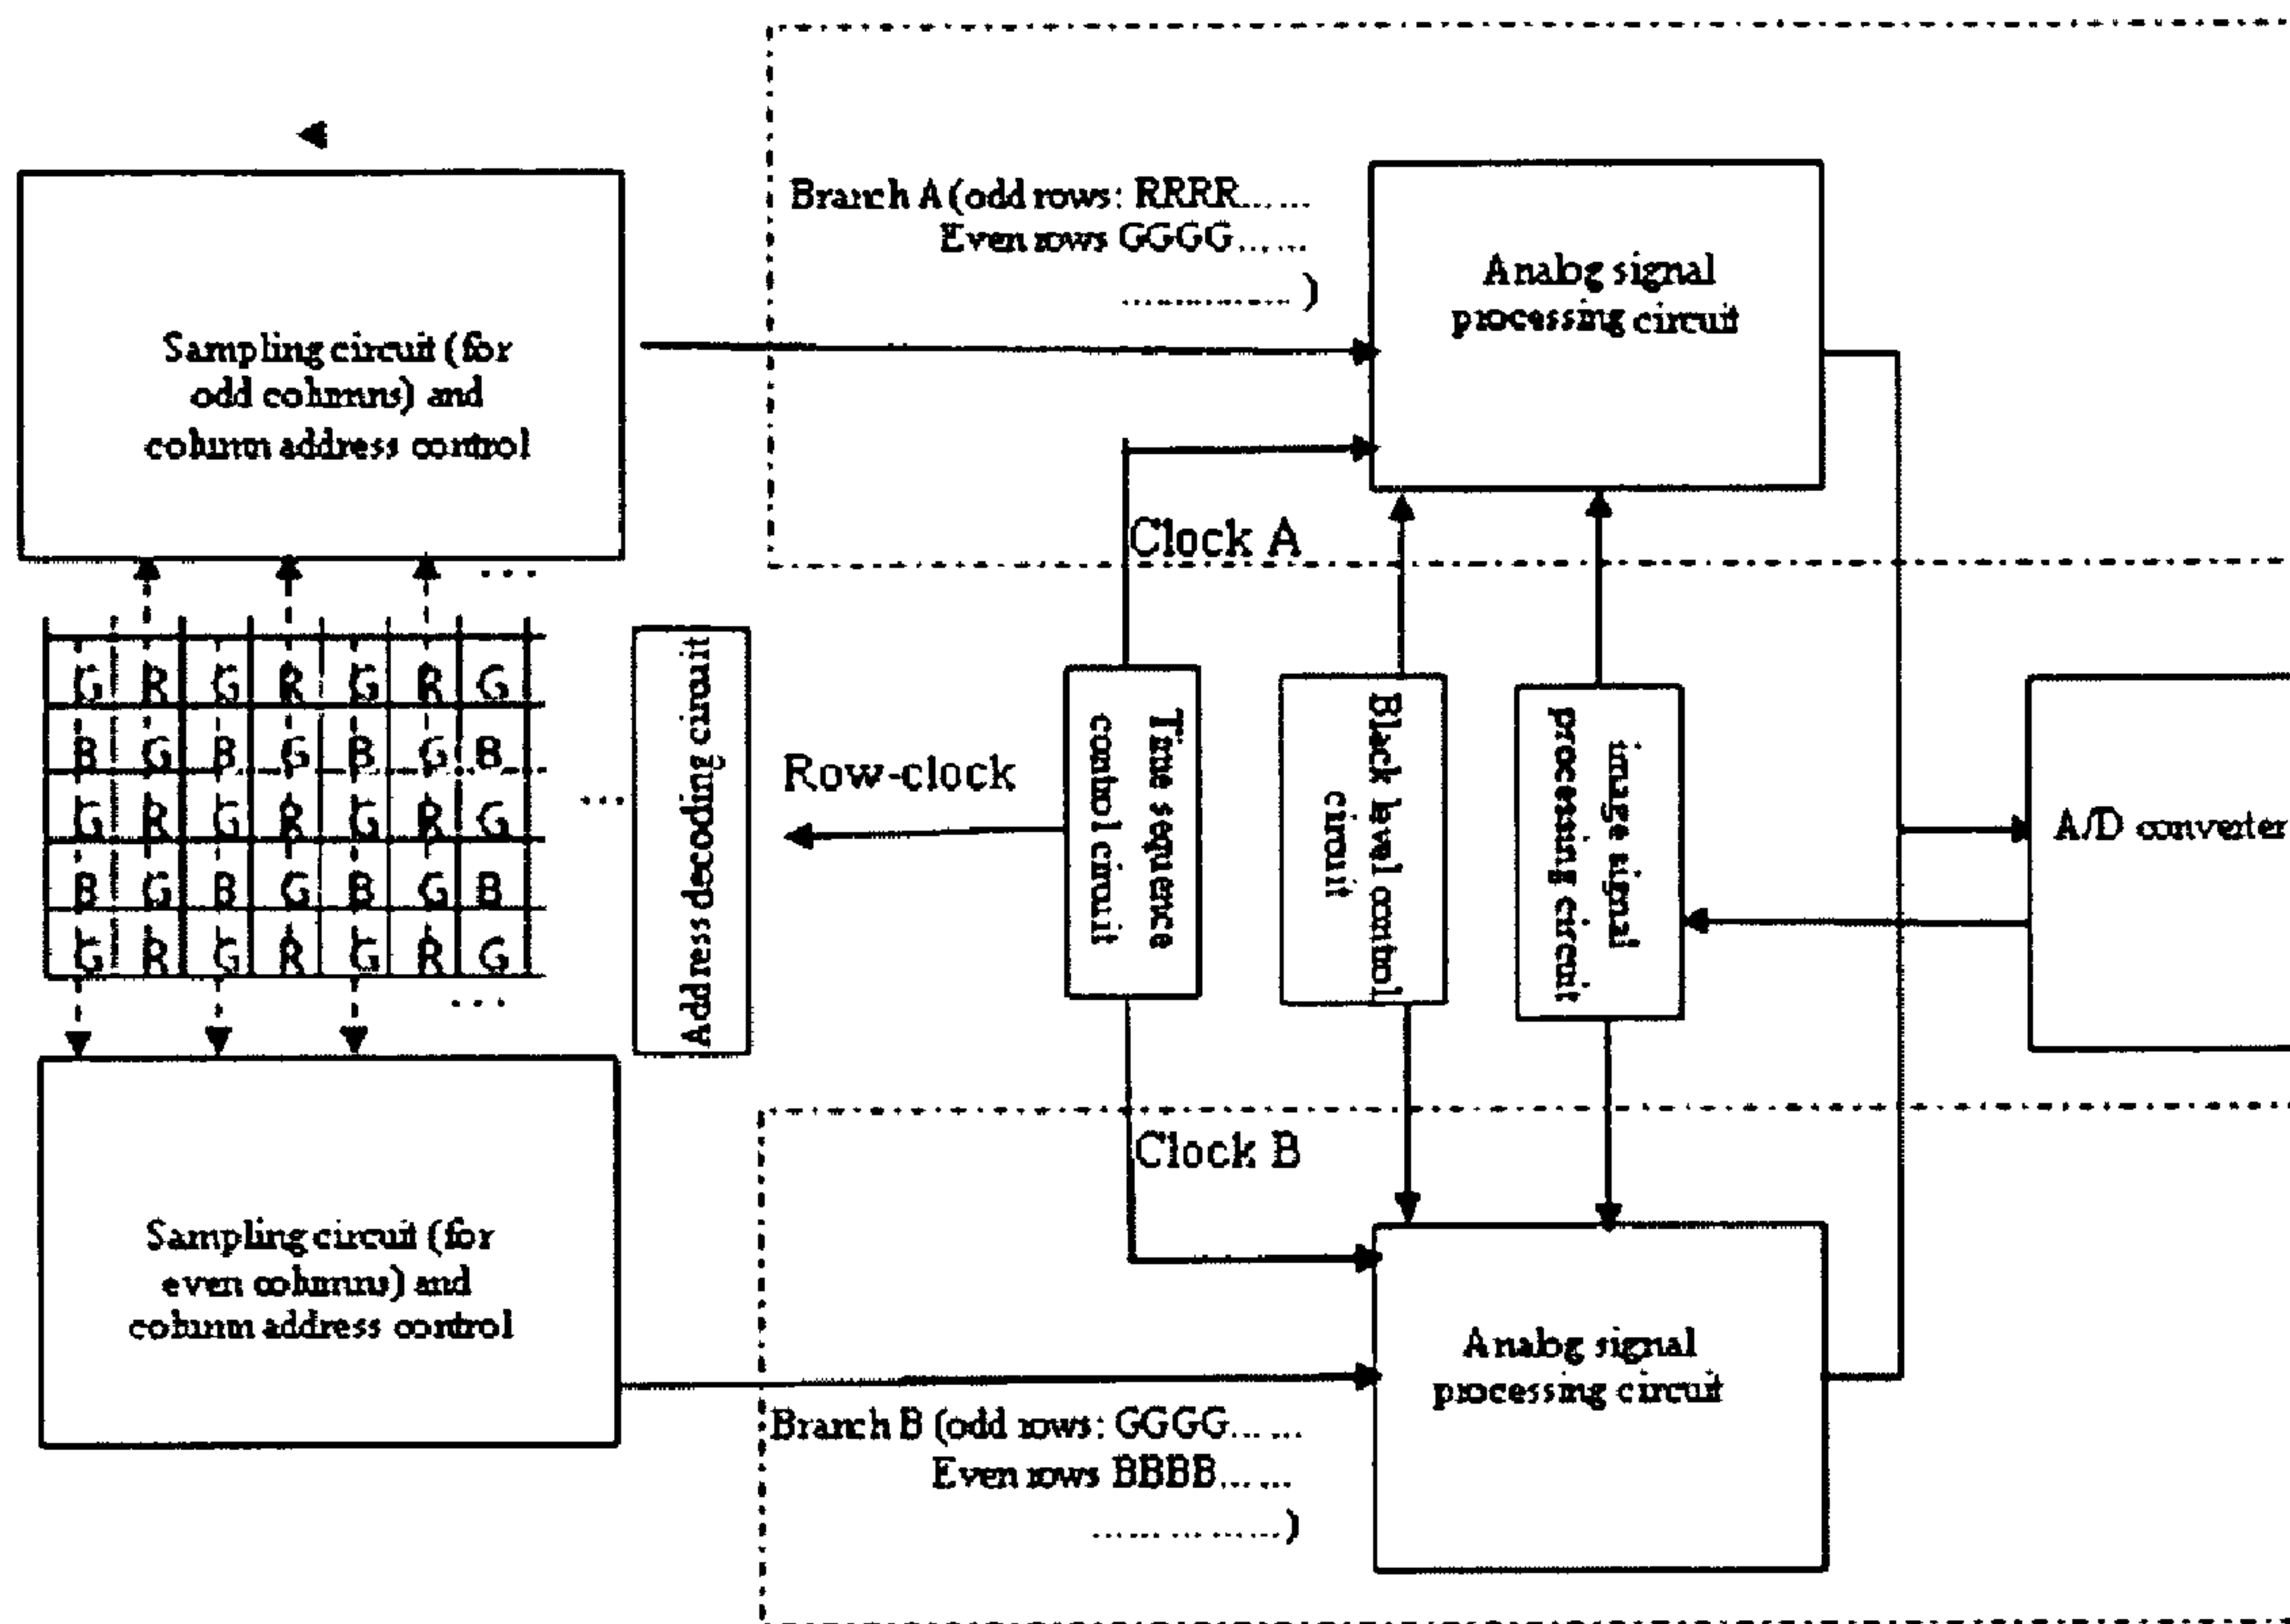 Branch A (odd rows: RRRR......
Even rows GGGG......
............... )
Analog signal
processing circuit
Sampling circuit (for
odd columns) and
column address control
Clock A
...
G R G R G R G
B G B G B G B
G R G R G R G
B G B G B G B
G R G R G R G
...
...
Address decoding circuit
Row-clock
Time sequence
control circuit
Black level control
circuit
image signal
processing circuit
A/D converter
Clock B
Sampling circuit (for
even columns) and
column address control
Analog signal
processing circuit
Branch B (odd rows: GGGG......
Even rows BBBB......
.................)